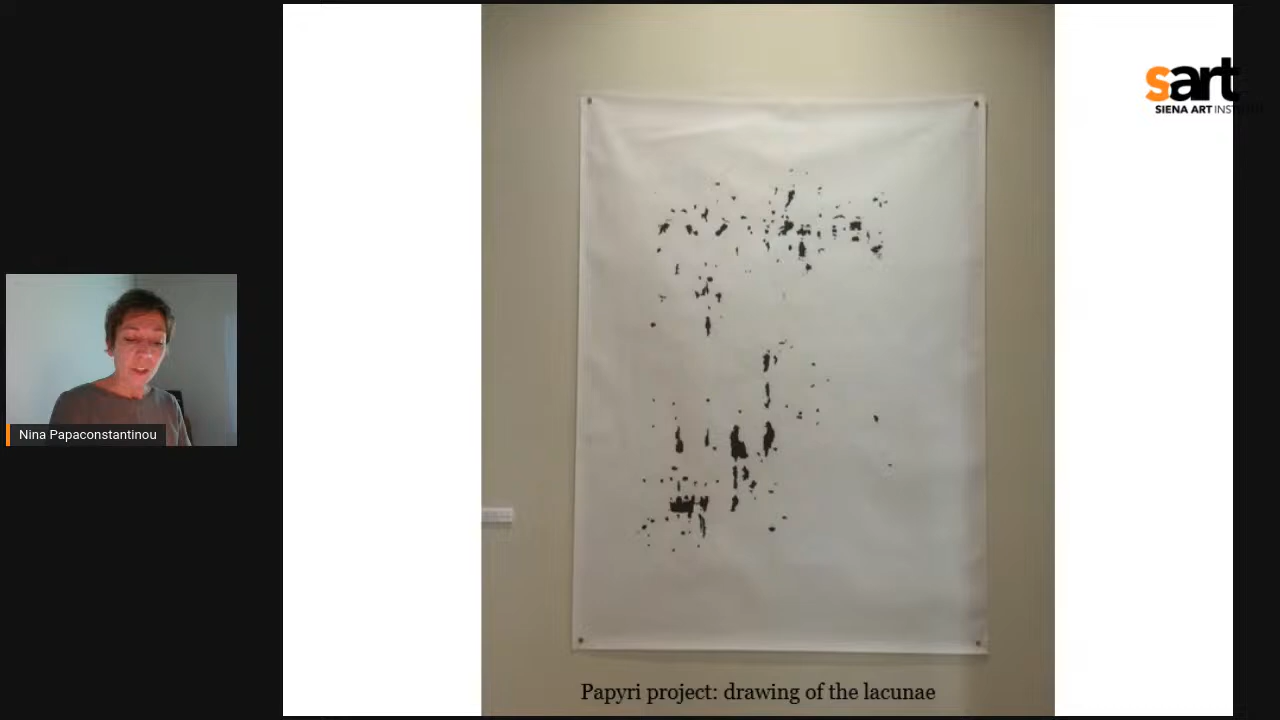 sart
SIENA ART INSTITUTE
Nina Papaconstantinou
Papyri project: drawing of the lacunae